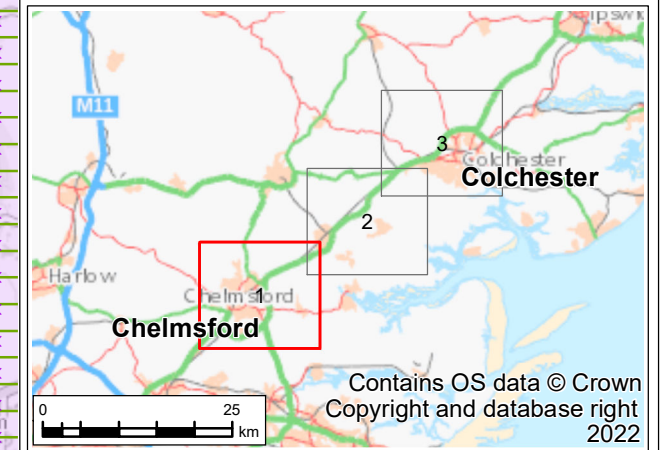 ipswi
M11
3
Colchester
Colchester
2
Harlow
Chelmsford
1
Chelmsford
Contains OS data © Crown
Copyright and database right
2022
0 25
km